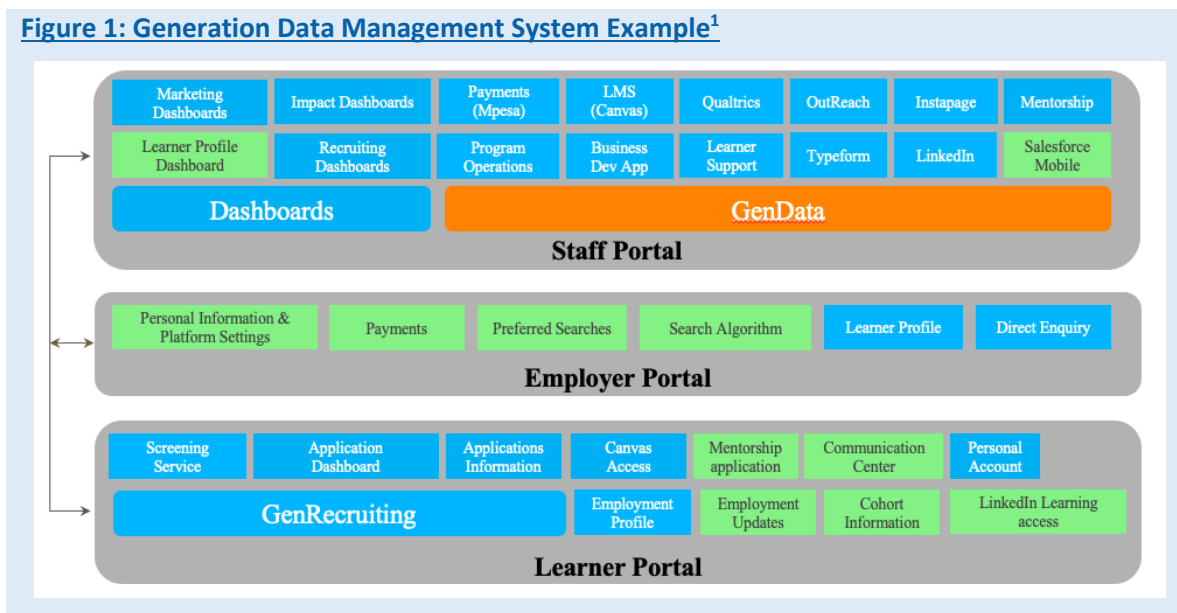 Figure 1: Generation Data Management System Example1
Marketing
Dashboards
Impact Dashboards
Payments
(Mpesa)
LMS
(Canvas)
Qualtrics
OutReach
Instapage
Mentorship
Learner Profile
Dashboard
Recruiting
Dashboards
Program
Operations
Business
Dev App
Learner
Support
Typeform
LinkedIn
Salesforce
Mobile
Dashboards
GenData
Staff Portal
Personal Information &
Platform Settings
Payments
Preferred Searches
Search Algorithm
Learner Profile
Direct Enquiry
Employer Portal
Screening
Service
Application
Dashboard
Applications
Information
Canvas
Access
Mentorship
application
Communication
Center
Personal
Account
GenRecruiting
Employment
Profile
Employment
Updates
Cohort
Information
LinkedIn Learning
access
Learner Portal